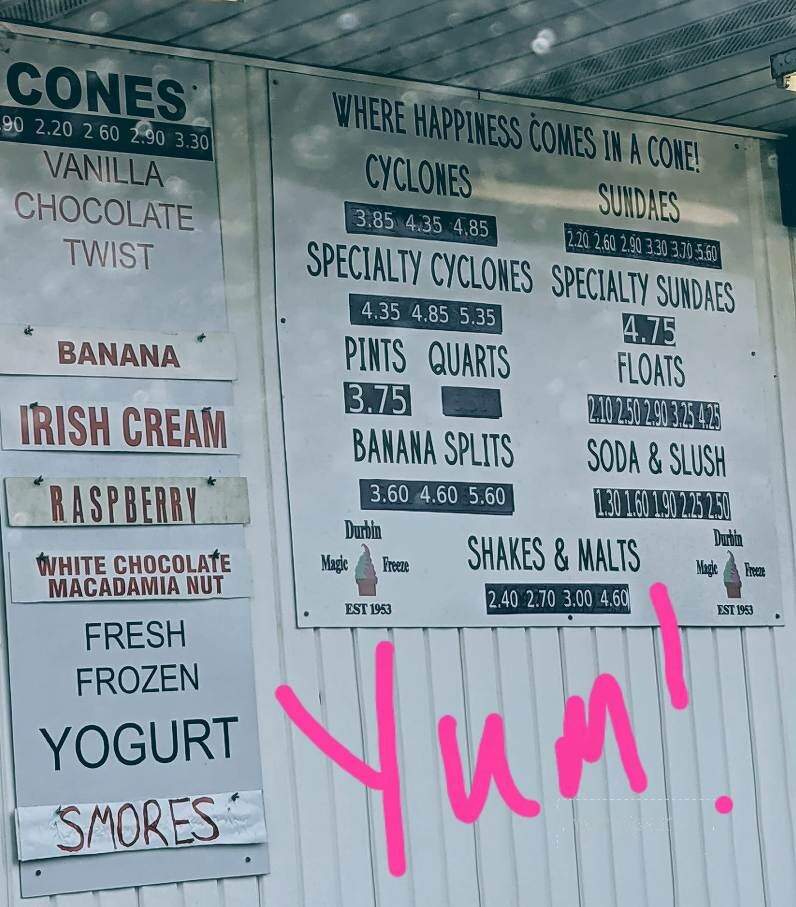 CONES
90 2.20 2 60 2.90 3.30
VANILLA
CHOCOLATE
TWIST
BANANA
IRISH CREAM
RASPBERRY
WHITE CHOCOLATE
MACADAMIA NUT
FRESH
FROZEN
YOGURT
SMORES
WHERE HAPPINESS COMES IN A CONE!
CYCLONES
3.85 4.35 4.85
SUNDAES
2.20 2.60 2.90 3.30 3.70 5.60
SPECIALTY CYCLONES
4.35 4.85 5.35
SPECIALTY SUNDAES
4.75
PINTS QUARTS
3.75
FLOATS
2.10 2.50 2.90 3.25 4.25
BANANA SPLITS
3.60 4.60 5.60
SODA & SLUSH
1.30 1.60 1.90 2.25 2.50
Durbin
Magic Freeze
EST 1953
SHAKES & MALTS
2.40 2.70 3.00 4.60
Durbin
Magic Freeze
EST 1953
Yum!